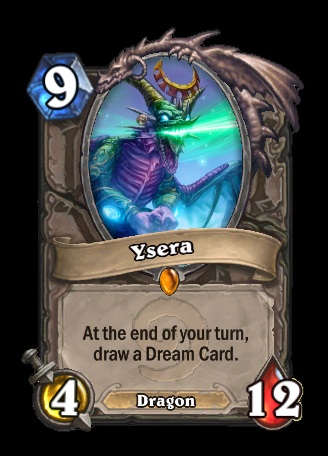 9
Ysera
At the end of your turn,
draw a Dream Card.
4
Dragon
12